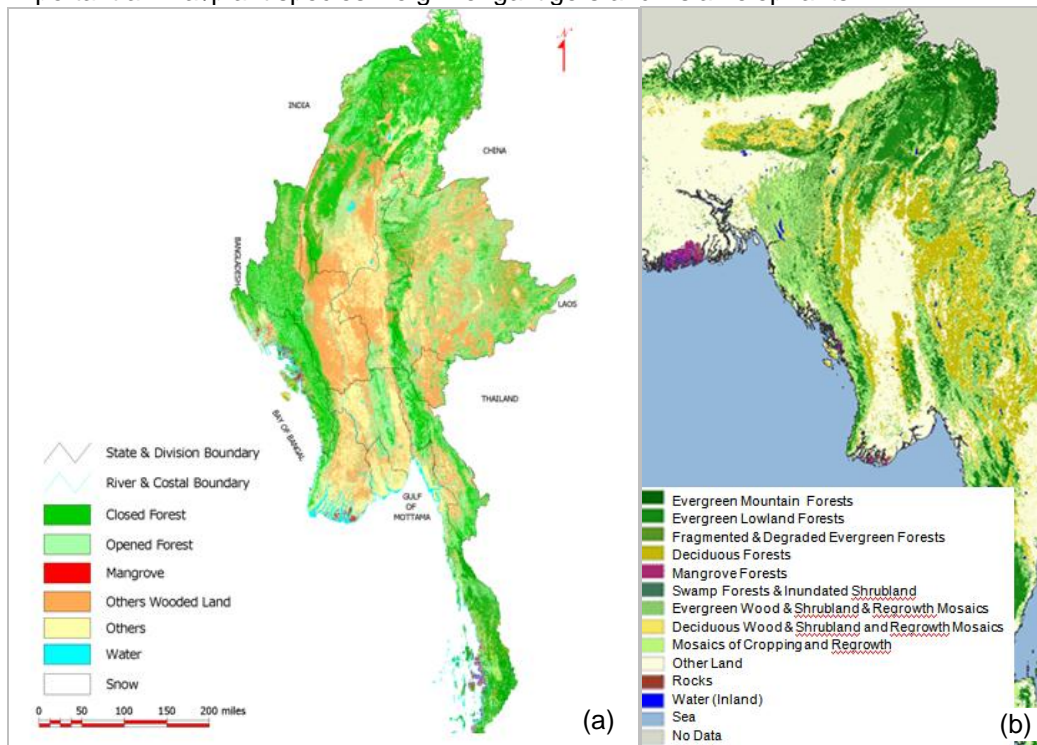 INDIA
CHINA
BANGLADESH
LAOS
THAILAND
BAY OF BANGAL
GULF
OF
MOTTAMA
State & Division Boundary
River & Costal Boundary
Closed Forest
Opened Forest
Mangrove
Others Wooded Land
Others
Water
Snow
0 50 100 150 200 miles
(a)
Evergreen Mountain Forests
Evergreen Lowland Forests
Fragmented & Degraded Evergreen Forests
Deciduous Forests
Mangrove Forests
Swamp Forests & Inundated Shrubland
Evergreen Wood & Shrubland & Regrowth Mosaics
Deciduous Wood & Shrubland and Regrowth Mosaics
Mosaics of Cropping and Regrowth
Other Land
Rocks
Water (Inland)
Sea
No Data
(b)